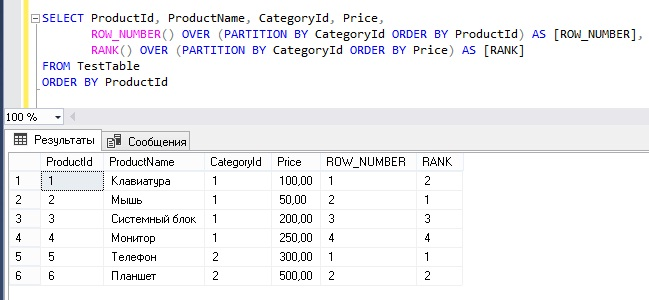 SELECT ProductId, ProductName, CategoryId, Price,
ROW_NUMBER() OVER (PARTITION BY CategoryId ORDER BY ProductId) AS [ROW_NUMBER],
RANK() OVER (PARTITION BY CategoryId ORDER BY Price) AS [RANK]
FROM TestTable
ORDER BY ProductId
100 %
Результаты Сообщения
ProductId ProductName CategoryId Price ROW_NUMBER RANK
1 1 Клавиатура 1 100,00 1 2
2 2 Мышь 1 50,00 2 1
3 3 Системный блок 1 200,00 3 3
4 4 Монитор 1 250,00 4 4
5 5 Телефон 2 300,00 1 1
6 6 Планшет 2 500,00 2 2